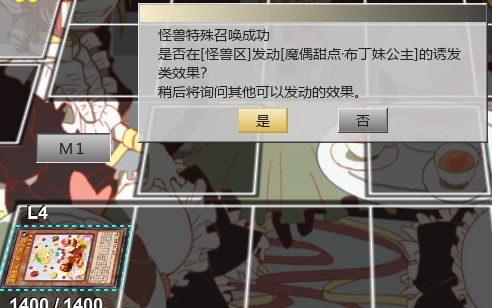 怪兽特殊召唤成功
是否在[怪兽区]发动[魔偶甜点·布丁妹公主]的诱发
类效果?
稍后将询问其他可以发动的效果。
是 否
M1
L4
1400 / 1400